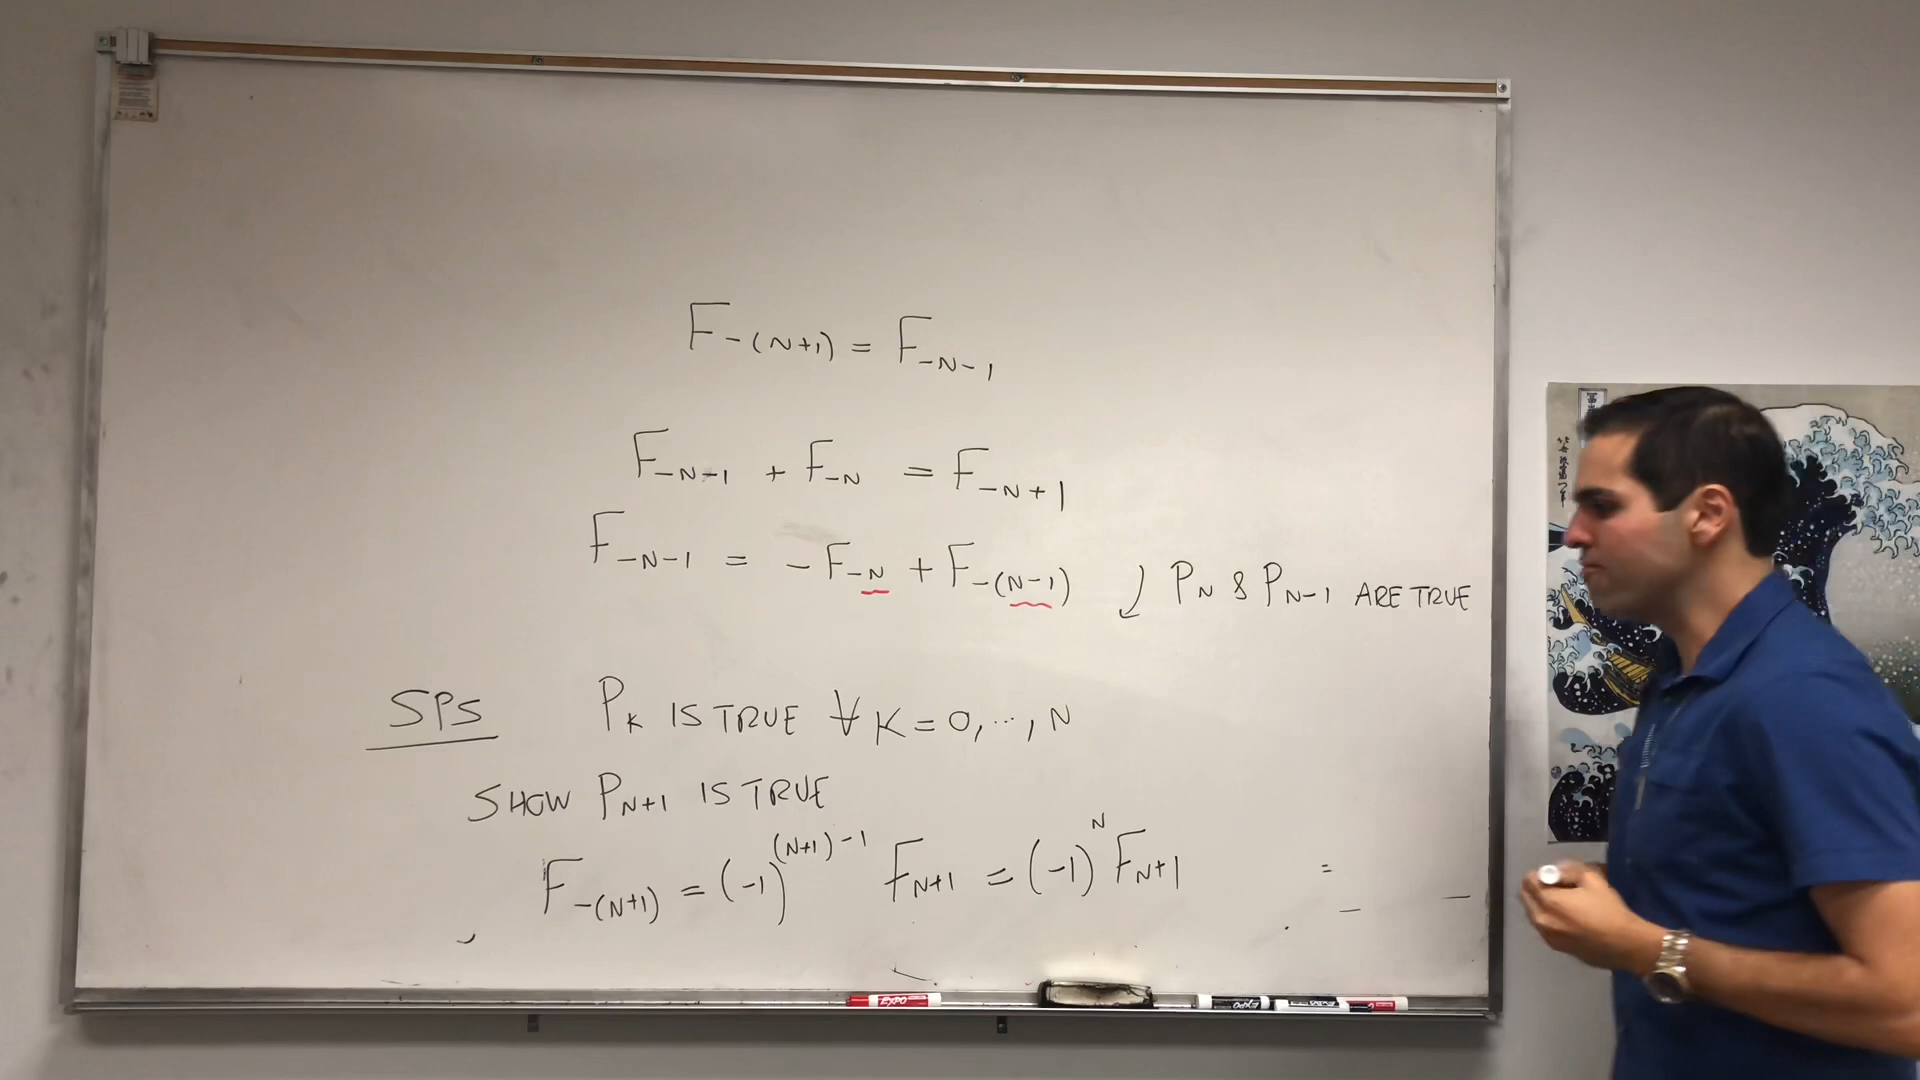 F_{-(N+1)} = F_{-N-1}
F_{-N-1} + F_{-N} = F_{-N+1}
F_{-N-1} = -F_{-N} + F_{-(N-1)} P_N & P_{N-1} ARE TRUE
SPS P_K IS TRUE ∀ K = 0, ..., N
SHOW P_{N+1} IS TRUE
F_{-(N+1)} = (-1)^{(N+1)-1} F_{N+1} = (-1)^N F_{N+1}
EXPO
EXPO